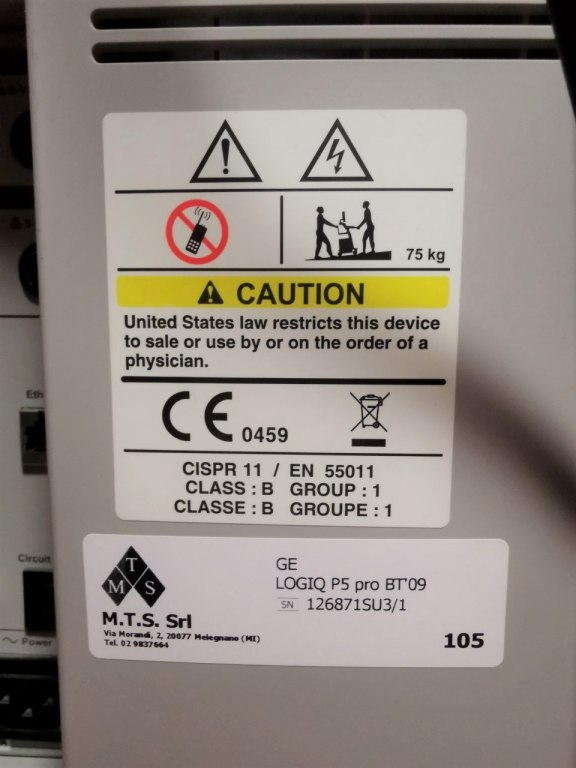 75 kg
CAUTION
United States law restricts this device
to sale or use by or on the order of a
physician.
CE 0459
CISPR 11 / EN 55011
CLASS : B GROUP : 1
CLASSE : B GROUPE : 1
Eth
Circuit
Power
T
M S
M.T.S. Srl
Via Morandi, 2, 20077 Melegnano (MI)
Tel. 02 9837664
GE
LOGIQ P5 pro BT'09
SN 126871SU3/1
105